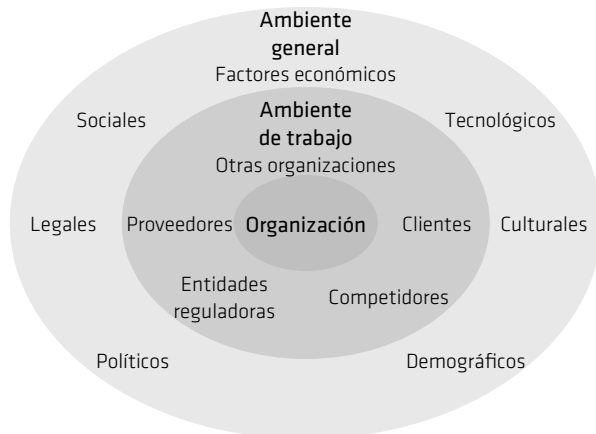 Ambiente
general
Factores económicos
Sociales
Tecnológicos
Ambiente
de trabajo
Otras organizaciones
Legales
Proveedores
Organización
Clientes
Culturales
Entidades
reguladoras
Competidores
Políticos
Demográficos